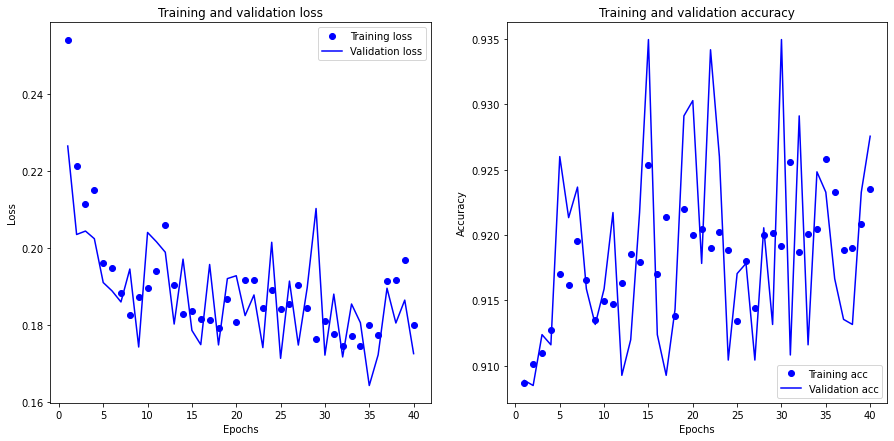 Training and validation loss
Training loss
Validation loss
0.24
0.22
0.20
0.18
0.16
Loss
0 5 10 15 20 25 30 35 40
Epochs
Training and validation accuracy
0.935
0.930
0.925
0.920
0.915
0.910
Accuracy
Training acc
Validation acc
0 5 10 15 20 25 30 35 40
Epochs